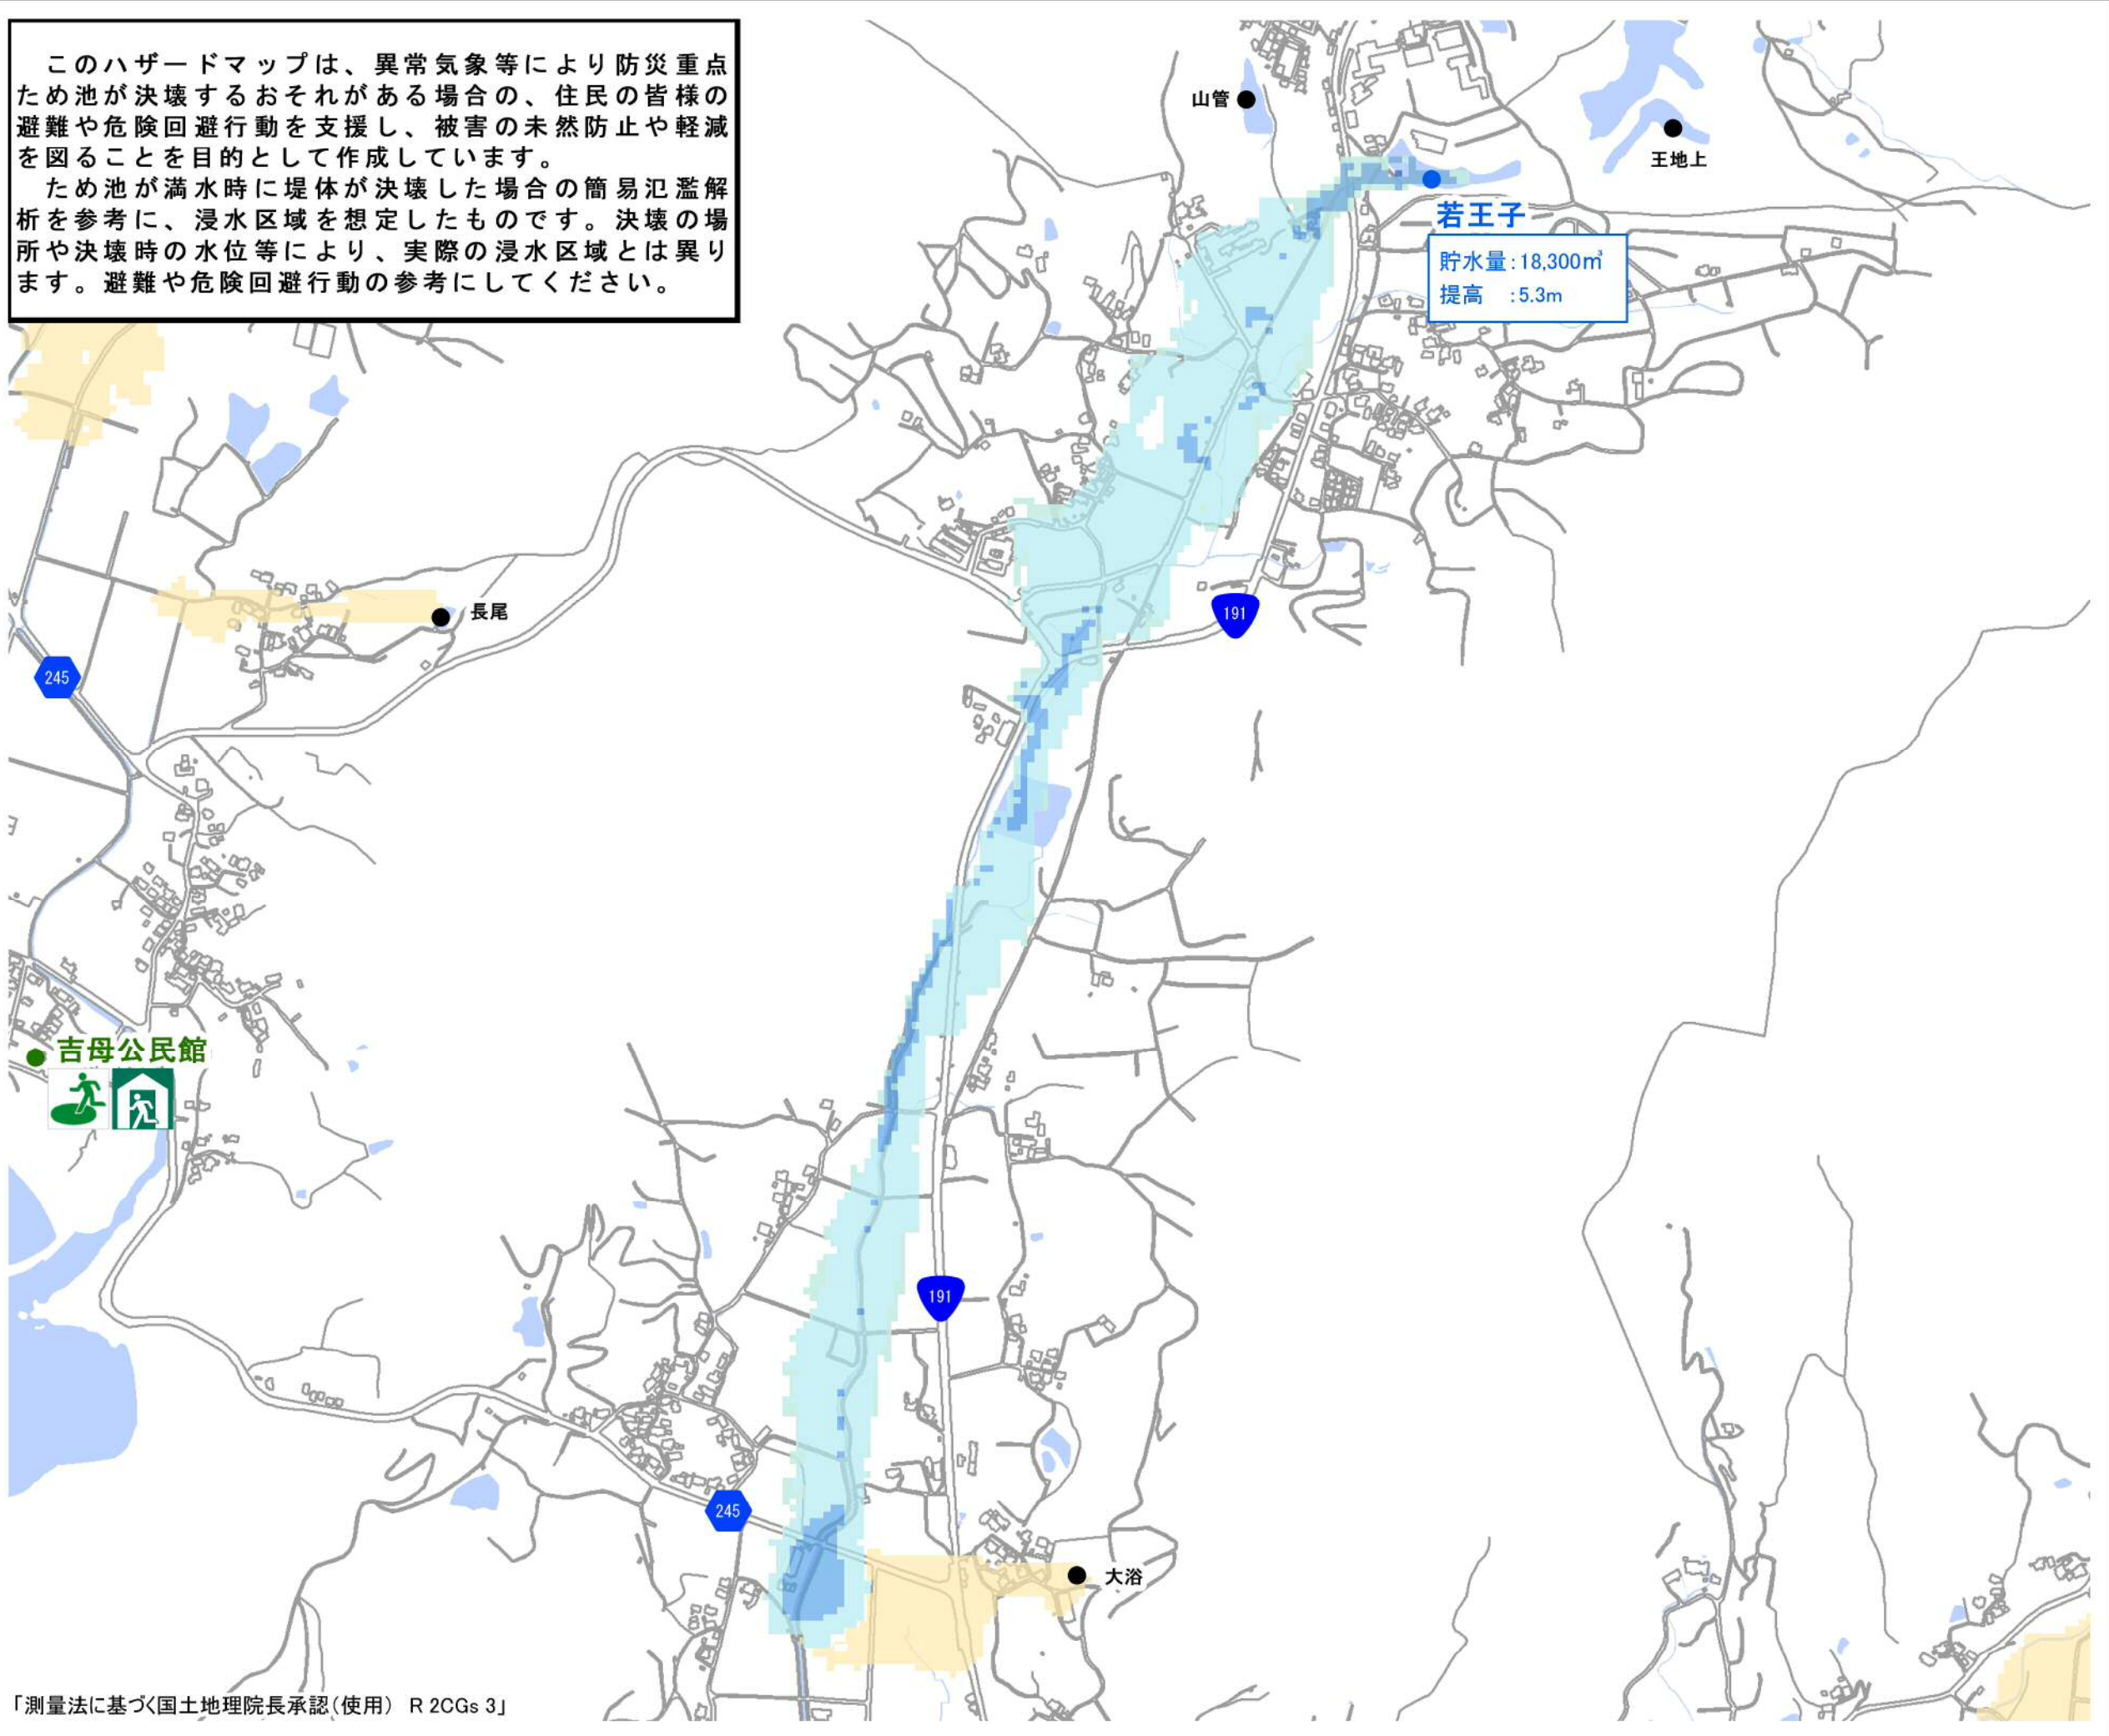 このハザードマップは、異常気象等により防災重点
ため池が決壊するおそれがある場合の、住民の皆様の
避難や危険回避行動を支援し、被害の未然防止や軽減
を図ることを目的として作成しています。
ため池が満水時に堤体が決壊した場合の簡易氾濫解
析を参考に、浸水区域を想定したものです。決壊の場
所や決壊時の水位等により、実際の浸水区域とは異り
ます。避難や危険回避行動の参考にしてください。
山管
王地上
若王子
貯水量:18,300㎥
提高 :5.3m
長尾
191
245
吉母公民館
191
245
大浴
「測量法に基づく国土地理院長承認(使用) R 2CGs 3」